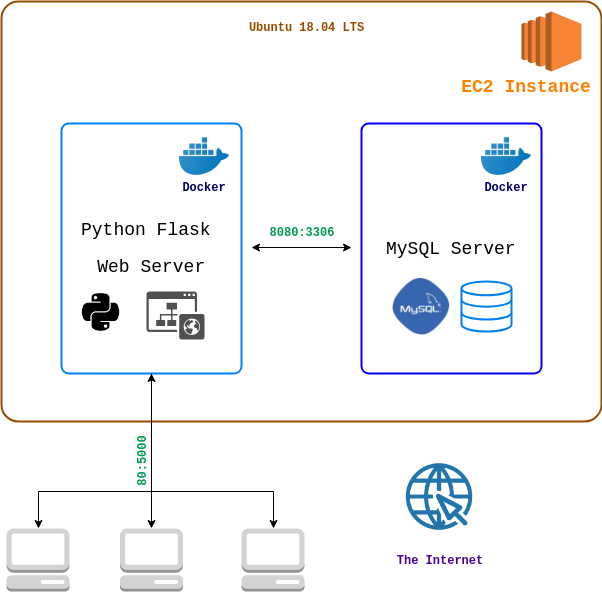 Ubuntu 18.04 LTS
EC2 Instance
Docker
Python Flask
Web Server
8080:3306
Docker
MySQL Server
MySQL
80:5000
The Internet